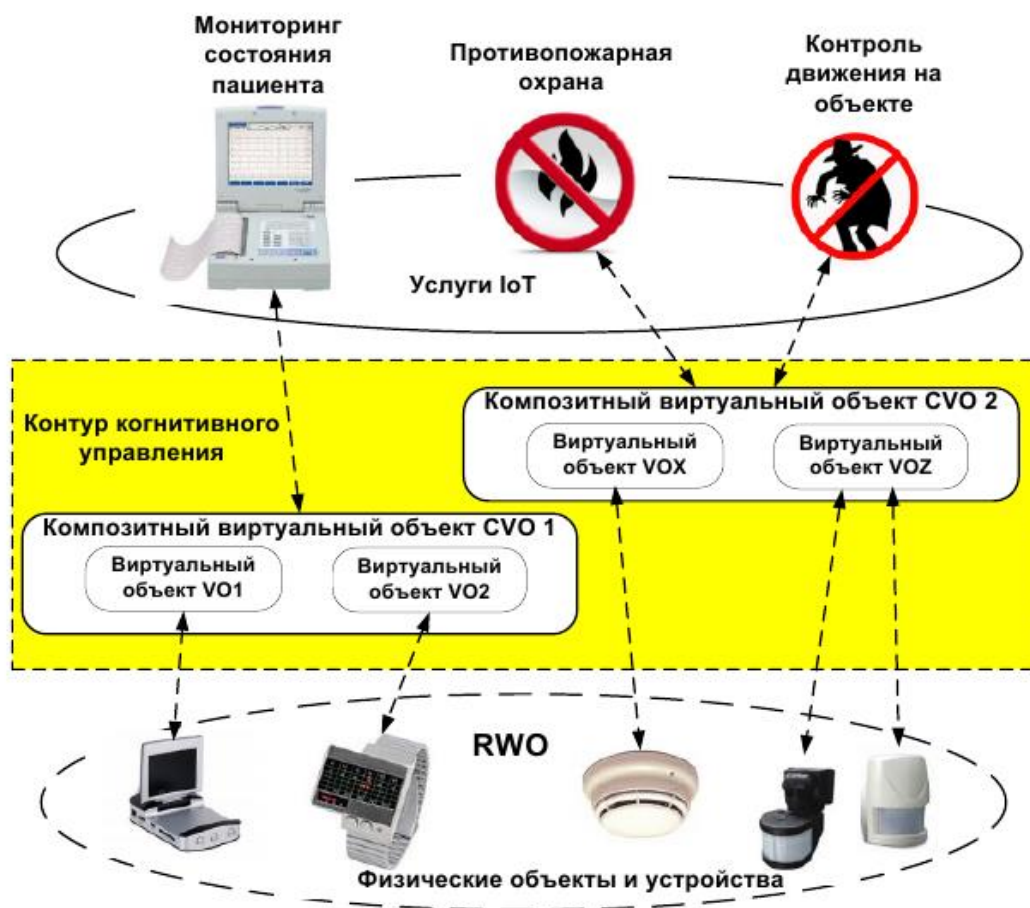 Мониторинг
состояния
пациента
Противопожарная
охрана
Контроль
движения на
объекте
Услуги IoT
Контур когнитивного
управления
Композитный виртуальный объект CVO 2
Виртуальный
объект VOX
Виртуальный
объект VOZ
Композитный виртуальный объект CVO 1
Виртуальный
объект VO1
Виртуальный
объект VO2
RWO
Физические объекты и устройства